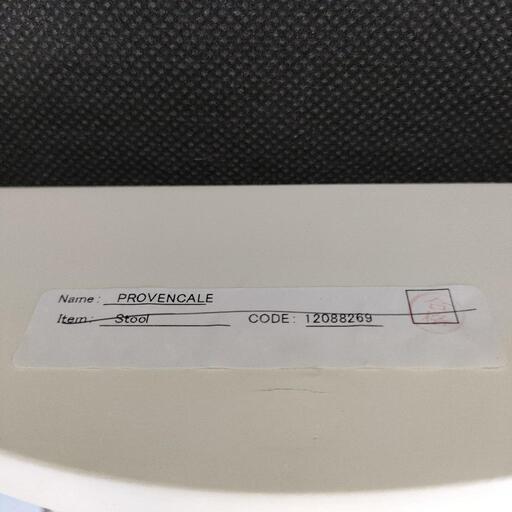 Name: PROVENCALE
Item: Stool CODE: 12088269